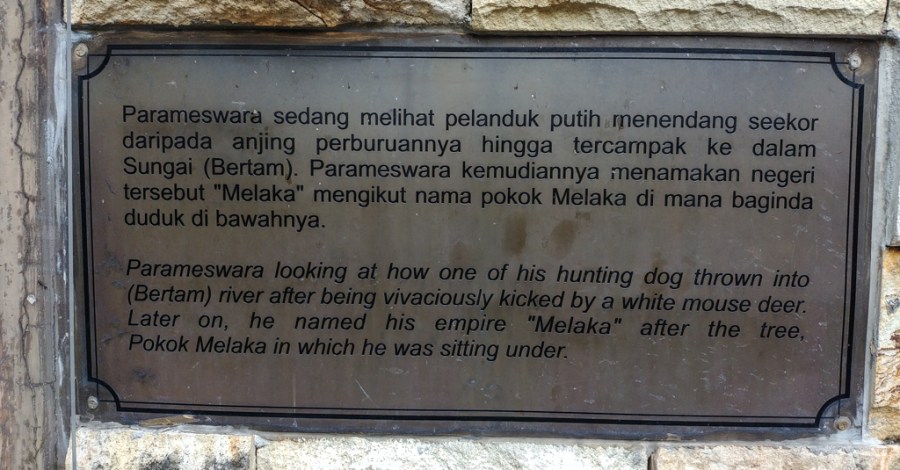 Parameswara sedang melihat pelanduk putih menendang seekor
daripada anjing perburuannya hingga tercampak ke dalam
Sungai (Bertam). Parameswara kemudiannya menamakan negeri
tersebut "Melaka" mengikut nama pokok Melaka di mana baginda
duduk di bawahnya.
Parameswara looking at how one of his hunting dog thrown into
(Bertam) river after being vivaciously kicked by a white mouse deer.
Later on, he named his empire "Melaka" after the tree,
Pokok Melaka in which he was sitting under.